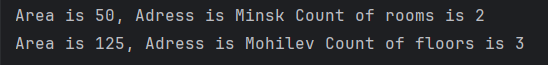 Area is 50, Adress is Minsk Count of rooms is 2
Area is 125, Adress is Mohilev Count of floors is 3